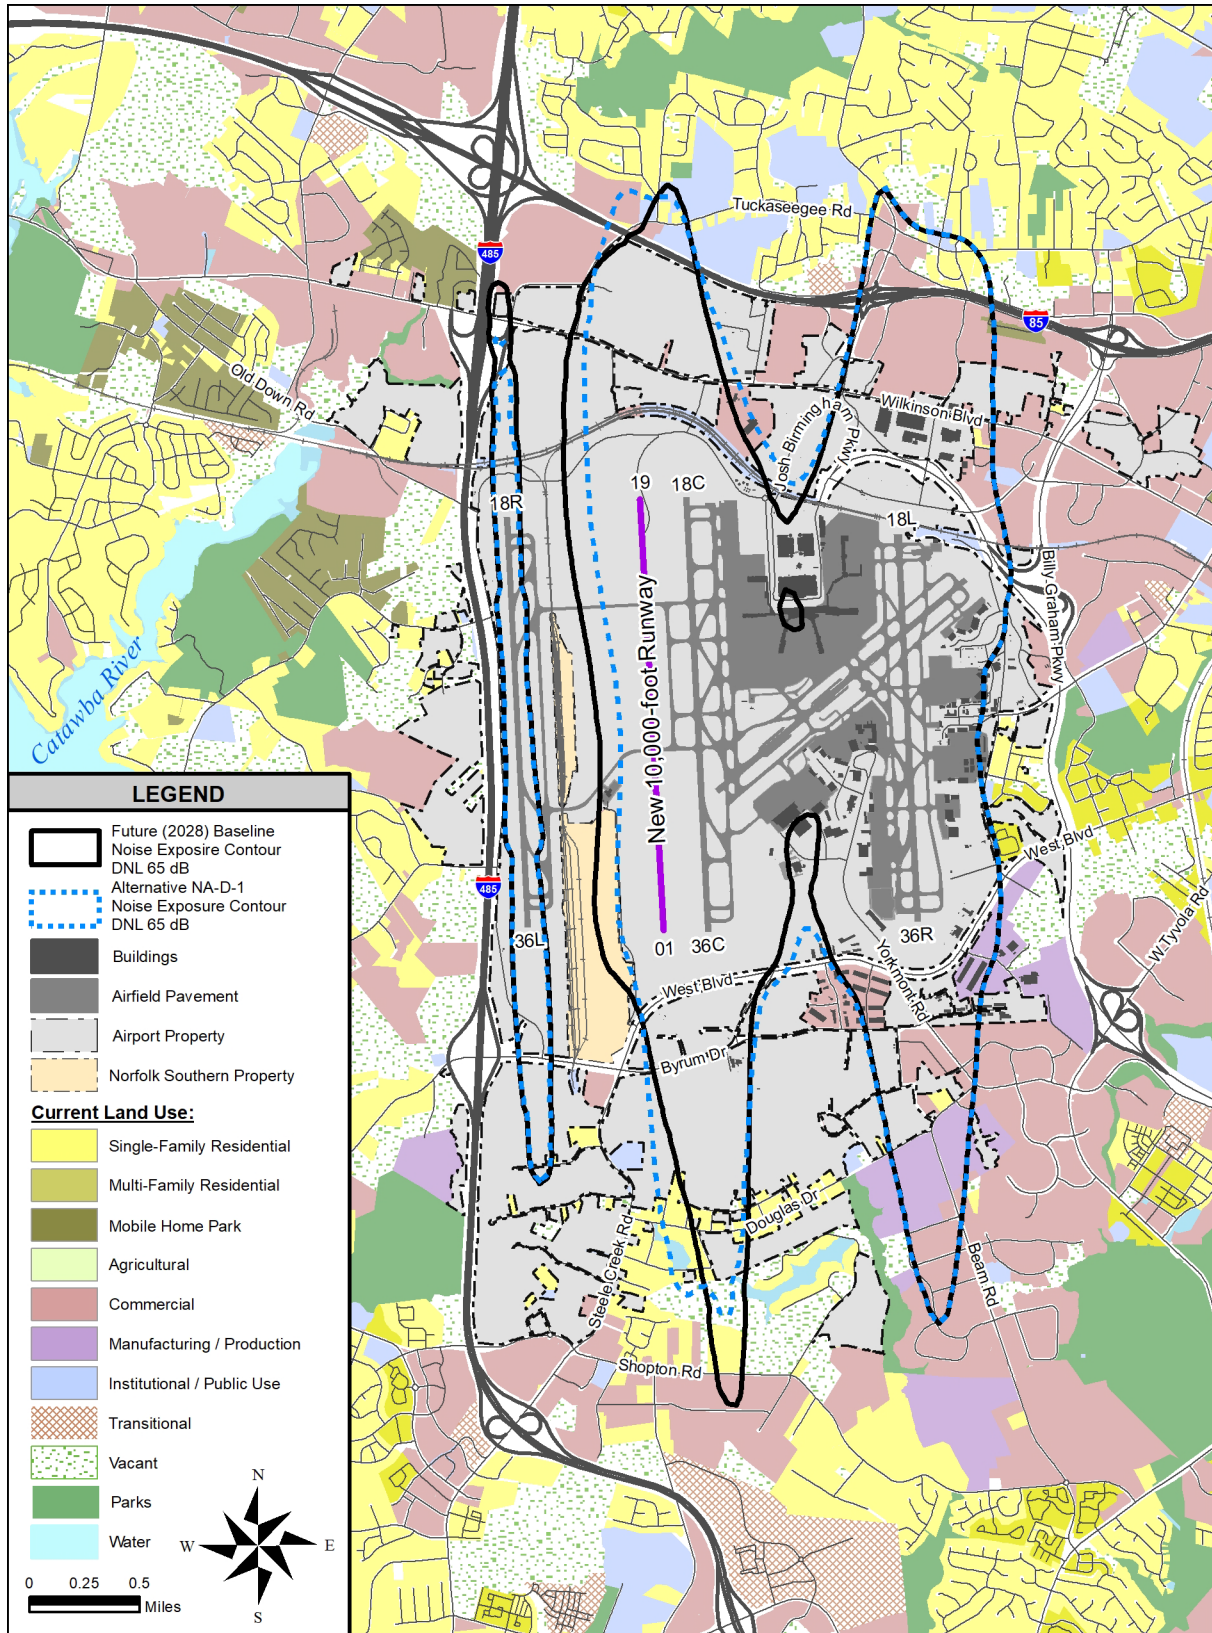 Tuckaseegee Rd
485
85
Old Down Rd
Wilkinson Blvd
Josh Birmingham Pkwy
19
18C
18R
18L
Billy Graham Pkwy
New 10,000-foot Runway
Catawba River
West Blvd
485
W Tyvola Rd
36L
01
36C
36R
Yorkmont Rd
West Blvd
Byrum Dr
Douglas Dr
Steele Creek Rd
Beam Rd
Shopton Rd
LEGEND
Future (2028) Baseline
Noise Exposire Contour
DNL 65 dB
Alternative NA-D-1
Noise Exposure Contour
DNL 65 dB
Buildings
Airfield Pavement
Airport Property
Norfolk Southern Property
Current Land Use:
Single-Family Residential
Multi-Family Residential
Mobile Home Park
Agricultural
Commercial
Manufacturing / Production
Institutional / Public Use
Transitional
Vacant
Parks
Water
N
W
E
S
0 0.25 0.5
Miles